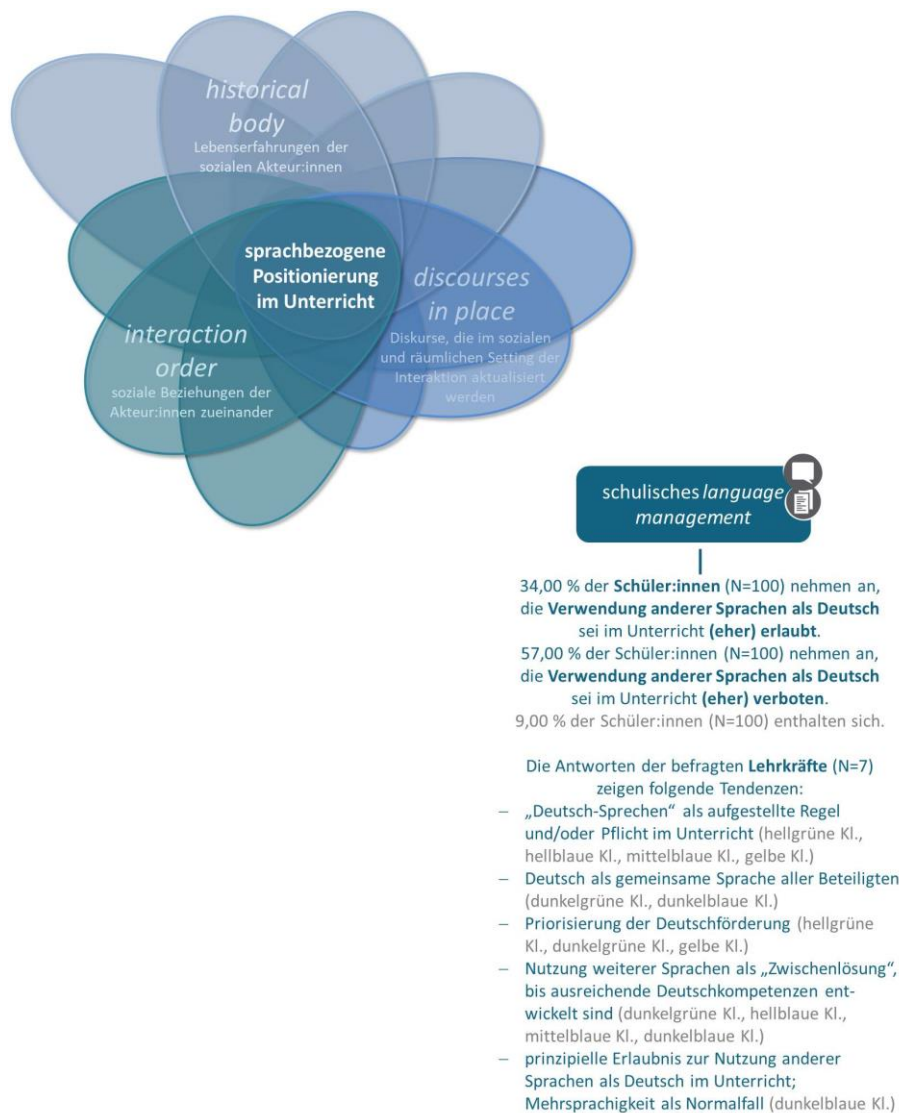 historical
body
Lebenserfahrungen der
sozialen Akteur:innen
sprachbezogene
Positionierung
im Unterricht
discourses
in place
Diskurse, die im sozialen
und räumlichen Setting der
Interaktion aktualisiert
werden
interaction
order
soziale Beziehungen der
Akteur:innen zueinander
schulisches language
management
34,00 % der Schüler:innen (N=100) nehmen an,
die Verwendung anderer Sprachen als Deutsch
sei im Unterricht (eher) erlaubt.
57,00 % der Schüler:innen (N=100) nehmen an,
die Verwendung anderer Sprachen als Deutsch
sei im Unterricht (eher) verboten.
9,00 % der Schüler:innen (N=100) enthalten sich.
Die Antworten der befragten Lehrkräfte (N=7)
zeigen folgende Tendenzen:
– „Deutsch-Sprechen“ als aufgestellte Regel
und/oder Pflicht im Unterricht (hellgrüne Kl.,
hellblaue Kl., mittelblaue Kl., gelbe Kl.)
– Deutsch als gemeinsame Sprache aller Beteiligten
(dunkelgrüne Kl., dunkelblaue Kl.)
– Priorisierung der Deutschförderung (hellgrüne
Kl., dunkelgrüne Kl., gelbe Kl.)
– Nutzung weiterer Sprachen als „Zwischenlösung“,
bis ausreichende Deutschkompetenzen ent-
wickelt sind (dunkelgrüne Kl., hellblaue Kl.,
mittelblaue Kl., dunkelblaue Kl.)
– prinzipielle Erlaubnis zur Nutzung anderer
Sprachen als Deutsch im Unterricht;
Mehrsprachigkeit als Normalfall (dunkelblaue Kl.)